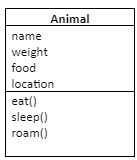 Animal
name
weight
food
location
eat()
sleep()
roam()